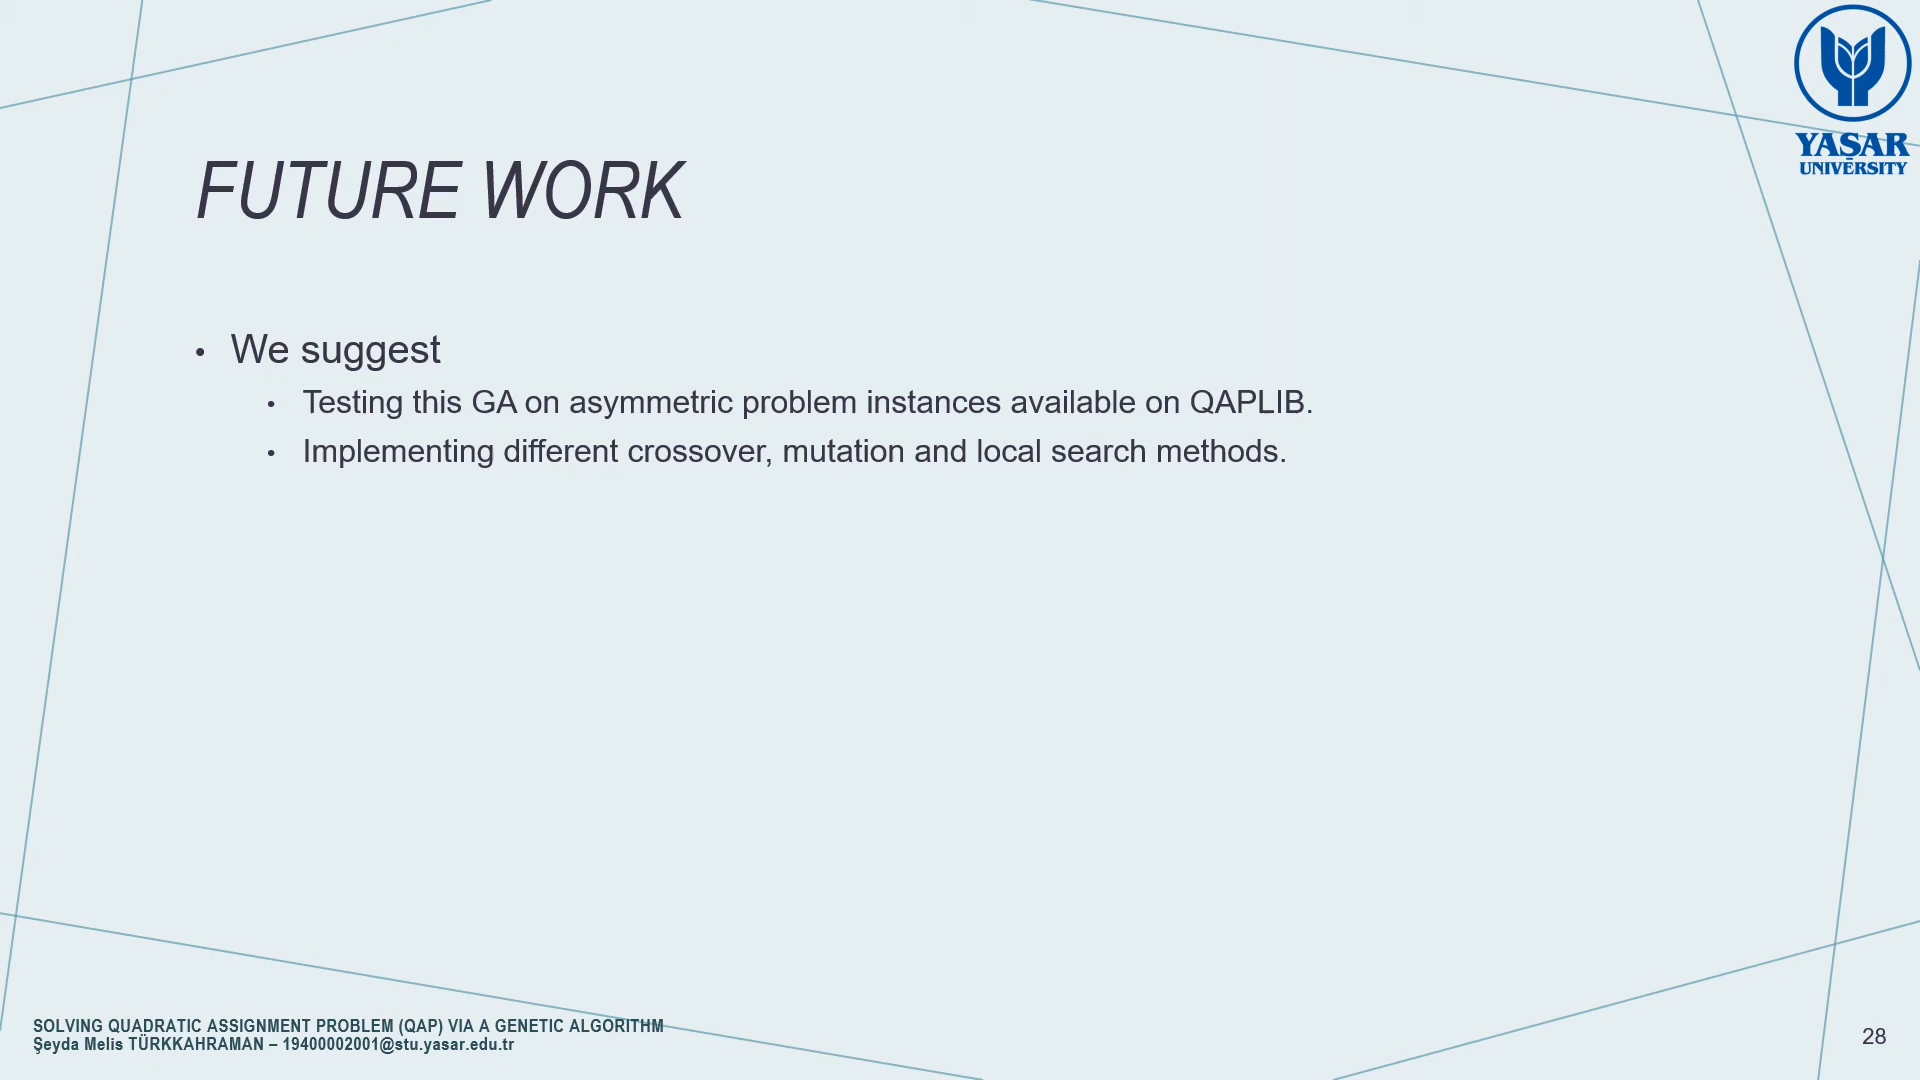 YAŞAR
UNIVERSITY
FUTURE WORK
• We suggest
• Testing this GA on asymmetric problem instances available on QAPLIB.
• Implementing different crossover, mutation and local search methods.
SOLVING QUADRATIC ASSIGNMENT PROBLEM (QAP) VIA A GENETIC ALGORITHM
Şeyda Melis TÜRKKAHRAMAN – 19400002001@stu.yasar.edu.tr
28